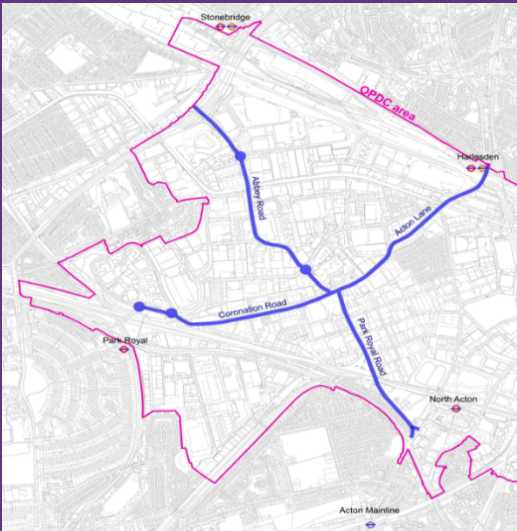 Stonebridge
OPDC area
Harlesden
Abbey Road
Acton Lane
Coronation Road
Park Royal
Park Royal Road
North Acton
Acton Mainline